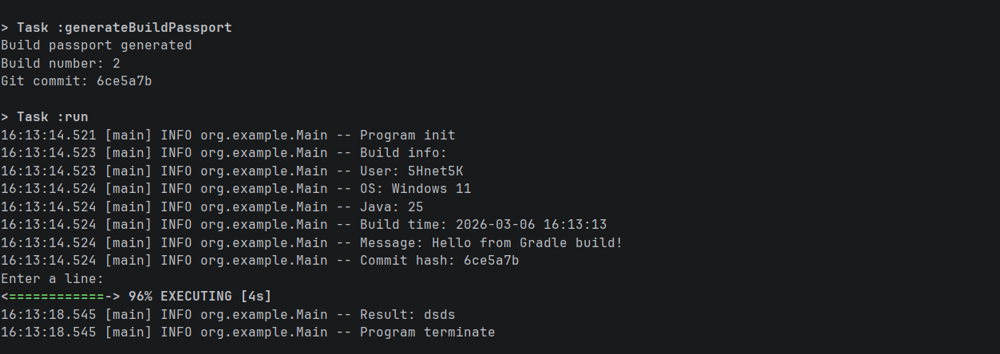 > Task :generateBuildPassport
Build passport generated
Build number: 2
Git commit: 6ce5a7b
> Task :run
16:13:14.521 [main] INFO org.example.Main -- Program init
16:13:14.523 [main] INFO org.example.Main -- Build info:
16:13:14.523 [main] INFO org.example.Main -- User: 5Hnet5K
16:13:14.524 [main] INFO org.example.Main -- OS: Windows 11
16:13:14.524 [main] INFO org.example.Main -- Java: 25
16:13:14.524 [main] INFO org.example.Main -- Build time: 2026-03-06 16:13:13
16:13:14.524 [main] INFO org.example.Main -- Message: Hello from Gradle build!
16:13:14.524 [main] INFO org.example.Main -- Commit hash: 6ce5a7b
Enter a line:
<============-> 96% EXECUTING [4s]
16:13:18.545 [main] INFO org.example.Main -- Result: dsds
16:13:18.545 [main] INFO org.example.Main -- Program terminate